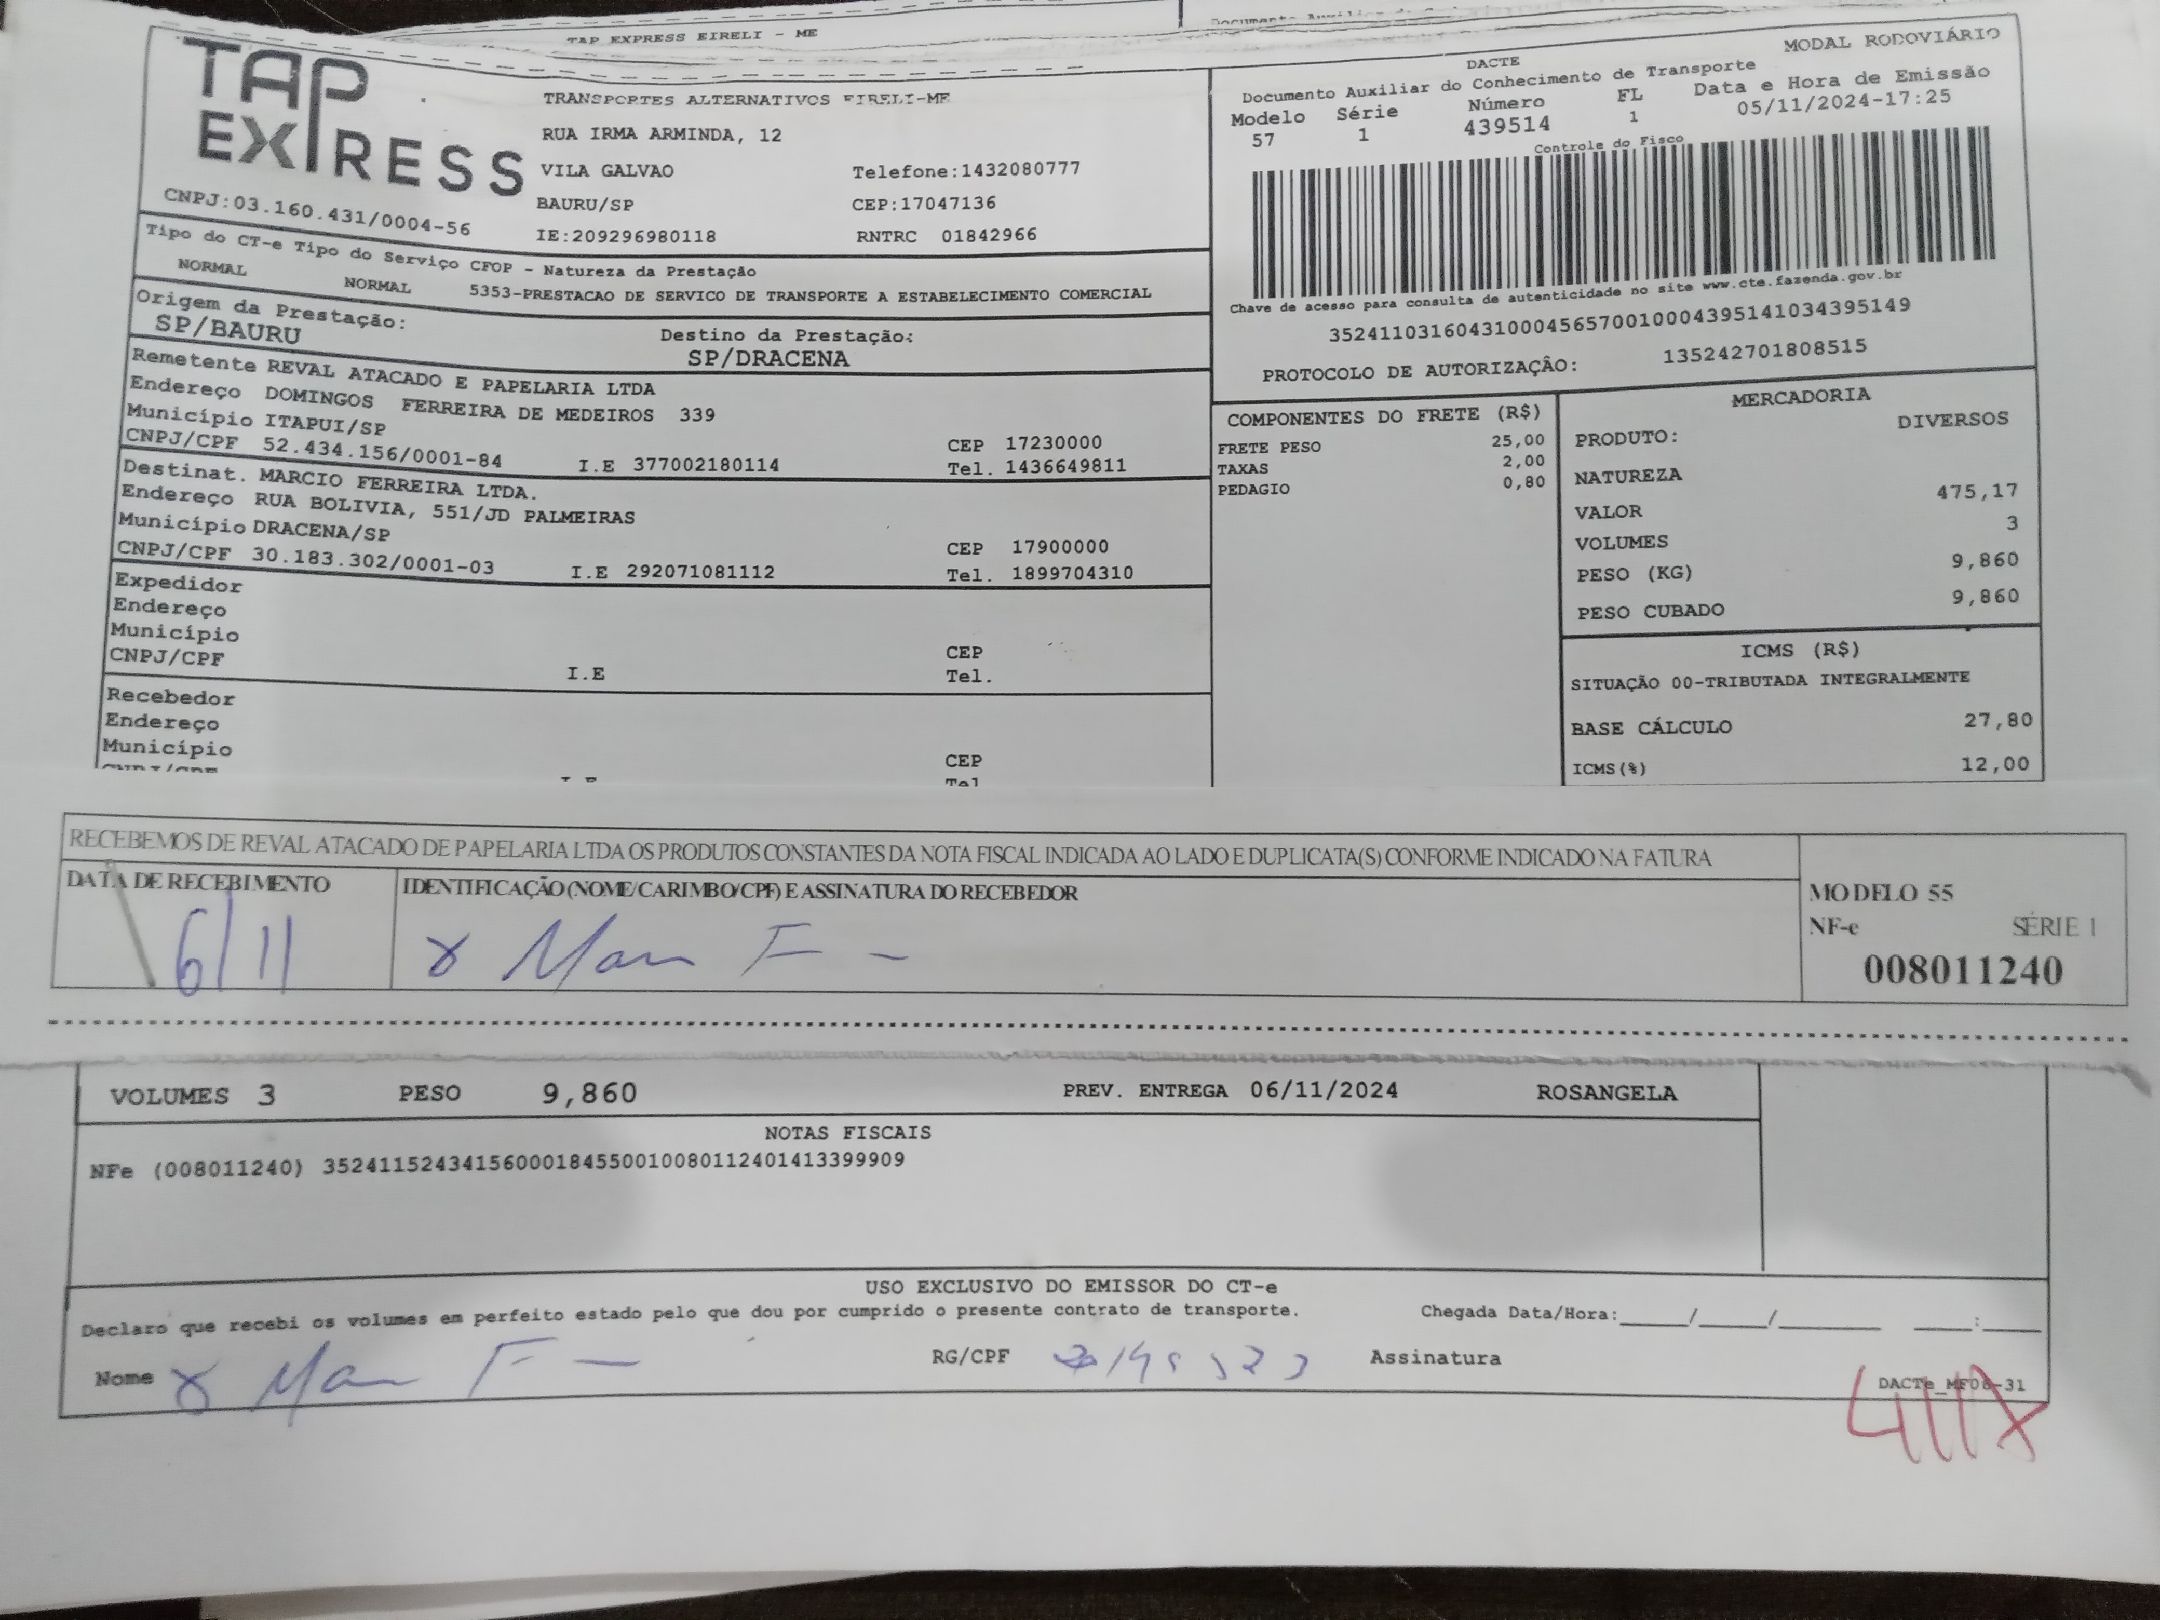 TAP EXPRESS EIRELI - ME
TAP
EXPRESS
CNPJ:03.160.431/0004-56
TRANSPORTES ALTERNATIVOS EIRELI-ME
RUA IRMA ARMINDA, 12
VILA GALVAO Telefone:1432080777
BAURU/SP CEP:17047136
IE:209296980118 RNTRC 01842966
Tipo do CT-e Tipo do Serviço CFOP - Natureza da Prestação
NORMAL NORMAL 5353-PRESTACAO DE SERVICO DE TRANSPORTE A ESTABELECIMENTO COMERCIAL
Origem da Prestação: Destino da Prestação:
SP/BAURU SP/DRACENA
Remetente REVAL ATACADO E PAPELARIA LTDA
Endereço DOMINGOS FERREIRA DE MEDEIROS 339
Município ITAPUI/SP CEP 17230000
CNPJ/CPF 52.434.156/0001-84 I.E 377002180114 Tel. 1436649811
Destinat. MARCIO FERREIRA LTDA.
Endereço RUA BOLIVIA, 551/JD PALMEIRAS
Município DRACENA/SP CEP 17900000
CNPJ/CPF 30.183.302/0001-03 I.E 292071081112 Tel. 1899704310
Expedidor
Endereço
Município CEP
CNPJ/CPF I.E Tel.
Recebedor
Endereço
Município CEP
CNPJ/CPF I.E Tel
MODAL RODOVIÁRIO
DACTE
Documento Auxiliar do Conhecimento de Transporte
Modelo Série Número FL Data e Hora de Emissão
57 1 439514 1 05/11/2024-17:25
Controle do Fisco
Chave de acesso para consulta de autenticidade no site www.cte.fazenda.gov.br
35241103160431000456570010004395141034395149
PROTOCOLO DE AUTORIZAÇÂO: 135242701808515
COMPONENTES DO FRETE (R$)
FRETE PESO 25,00
TAXAS 2,00
PEDAGIO 0,80
MERCADORIA
PRODUTO: DIVERSOS
NATUREZA
VALOR 475,17
VOLUMES 3
PESO (KG) 9,860
PESO CUBADO 9,860
ICMS (R$)
SITUAÇÃO 00-TRIBUTADA INTEGRALMENTE
BASE CÁLCULO 27,80
ICMS(%) 12,00
RECEBEMOS DE REVAL ATACADO DE PAPELARIA LTDA OS PRODUTOS CONSTANTES DA NOTA FISCAL INDICADA AO LADO E DUPLICATA(S) CONFORME INDICADO NA FATURA
DATA DE RECEBIMENTO IDENTIFICAÇÃO (NOME/CARIMBO/CPF) E ASSINATURA DO RECEBEDOR
6/11
MODELO 55
NF-e SÉRIE 1
008011240
VOLUMES 3 PESO 9,860 PREV. ENTREGA 06/11/2024 ROSANGELA
NOTAS FISCAIS
NFe (008011240) 35241152434156000184550010080112401413399909
USO EXCLUSIVO DO EMISSOR DO CT-e
Declaro que recebi os volumes em perfeito estado pelo que dou por cumprido o presente contrato de transporte. Chegada Data/Hora:_____/_____/_______ ____:____
Nome RG/CPF Assinatura
DACTe_MF06-31